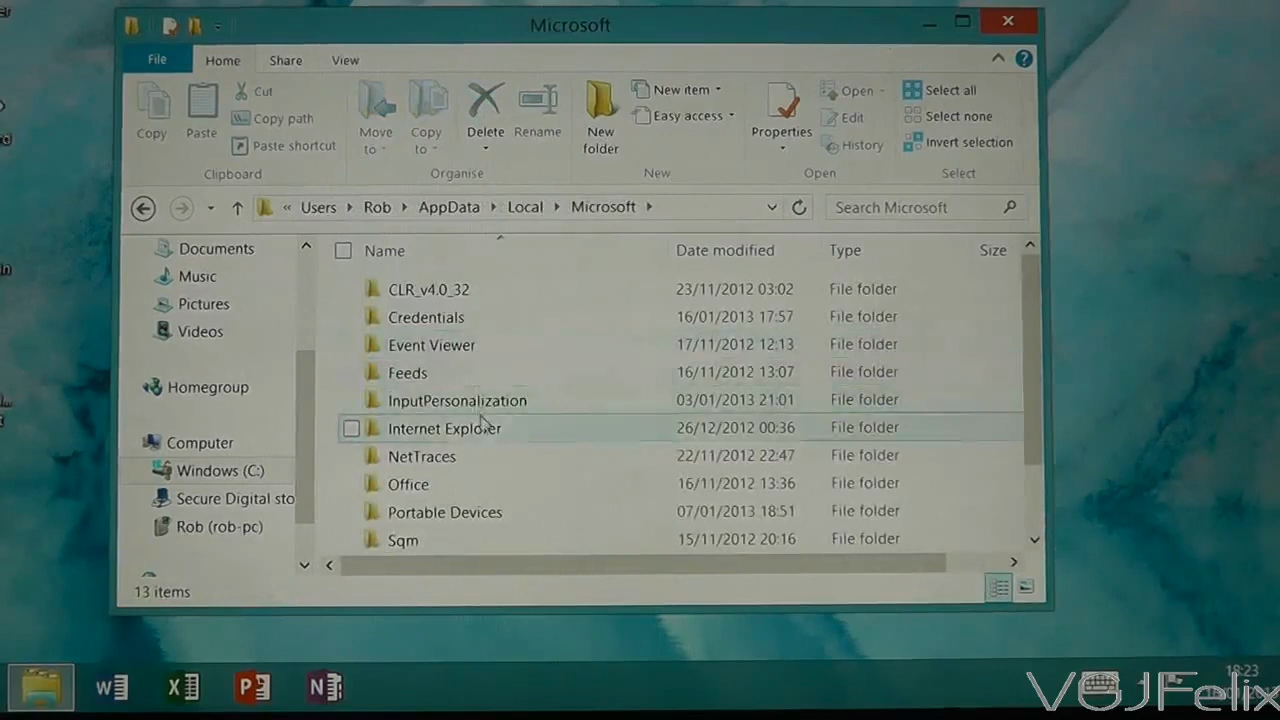 Microsoft
File Home Share View
Copy
Paste
Cut
Copy path
Paste shortcut
Clipboard
Move to
Copy to
Delete
Rename
Organise
New folder
New item
Easy access
New
Properties
Open
Edit
History
Open
Select all
Select none
Invert selection
Select
« Users Rob AppData Local Microsoft
Search Microsoft
Documents
Music
Pictures
Videos
Homegroup
Computer
Windows (C:)
Secure Digital sto
Rob (rob-pc)
Name Date modified Type Size
CLR_v4.0_32 23/11/2012 03:02 File folder
Credentials 16/01/2013 17:57 File folder
Event Viewer 17/11/2012 12:13 File folder
Feeds 16/11/2012 13:07 File folder
InputPersonalization 03/01/2013 21:01 File folder
Internet Explorer 26/12/2012 00:36 File folder
NetTraces 22/11/2012 22:47 File folder
Office 16/11/2012 13:36 File folder
Portable Devices 07/01/2013 18:51 File folder
Sqm 15/11/2012 20:16 File folder
13 items
18:23
VGJFelix